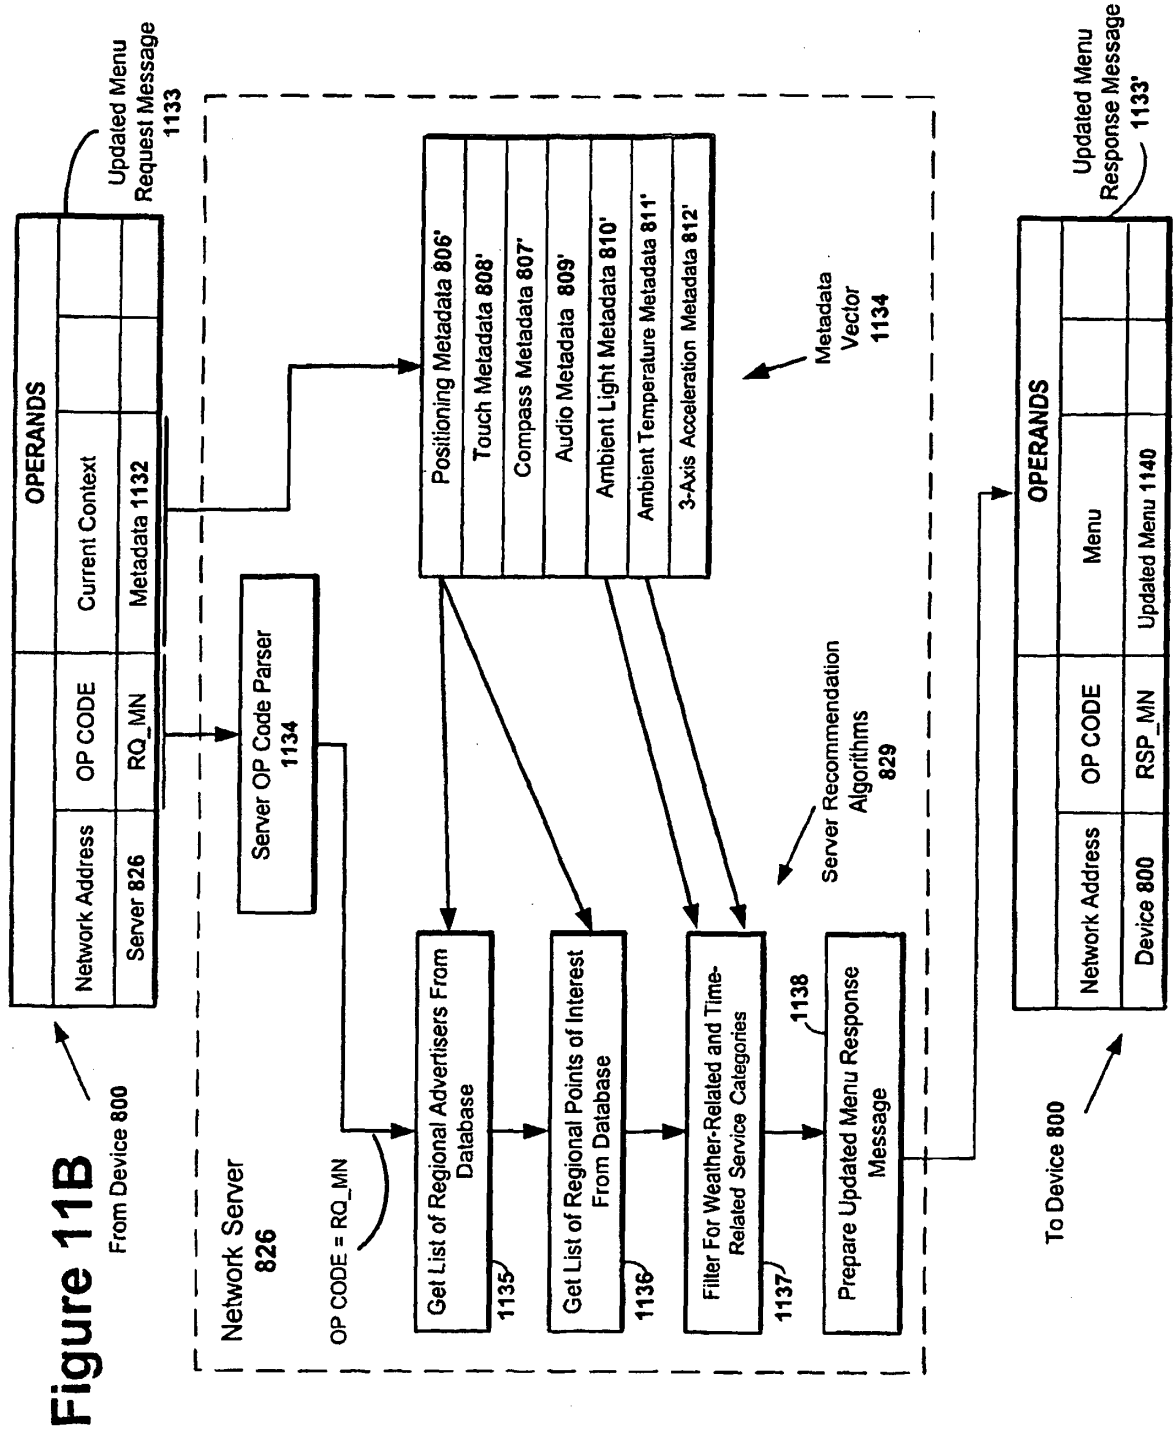 Figure 11B
From Device 800
OPERANDS
Network Address
OP CODE
Current Context
Server 826
RQ_MN
Metadata 1132
Updated Menu
Request Message
1133
Network Server
826
Server OP Code Parser
1134
OP CODE = RQ_MN
Positioning Metadata 806'
Touch Metadata 808'
Compass Metadata 807'
Audio Metadata 809'
Ambient Light Metadata 810'
Ambient Temperature Metadata 811'
3-Axis Acceleration Metadata 812'
Metadata
Vector
1134
Get List of Regional Advertisers From
Database
1135
Get List of Regional Points of Interest
From Database
1136
Filter For Weather-Related and Time-
Related Service Categories
1137
Server Recommendation
Algorithms
829
1138
Prepare Updated Menu Response
Message
To Device 800
OPERANDS
Network Address
OP CODE
Menu
Device 800
RSP_MN
Updated Menu 1140
Updated Menu
Response Message
1133'